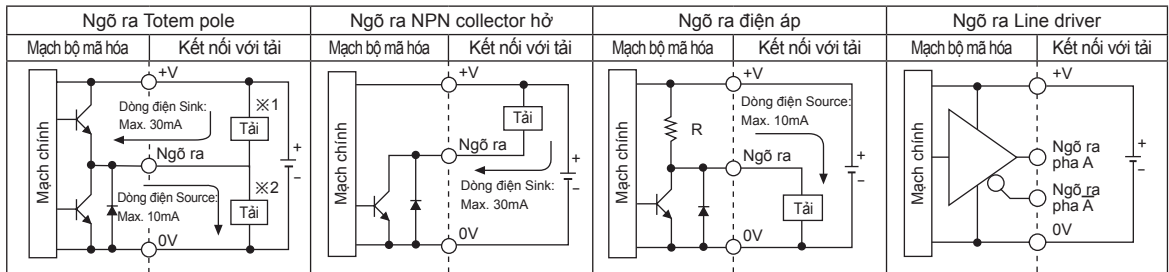 Ngõ ra Totem pole
Mạch bộ mã hóa
Kết nối với tải
Mạch chính
+V
Dòng điện Sink:
Max. 30mA
※1
Tải
Ngõ ra
Dòng điện Source:
Max. 10mA
※2
Tải
0V
+
−
Ngõ ra NPN collector hở
Mạch bộ mã hóa
Kết nối với tải
Mạch chính
+V
Tải
Ngõ ra
Dòng điện Sink:
Max. 30mA
0V
+
−
Ngõ ra điện áp
Mạch bộ mã hóa
Kết nối với tải
Mạch chính
+V
Dòng điện Source:
Max. 10mA
R
Ngõ ra
Tải
0V
+
−
Ngõ ra Line driver
Mạch bộ mã hóa
Kết nối với tải
Mạch chính
+V
Ngõ ra
pha A
Ngõ ra
pha A̅
0V
+
−